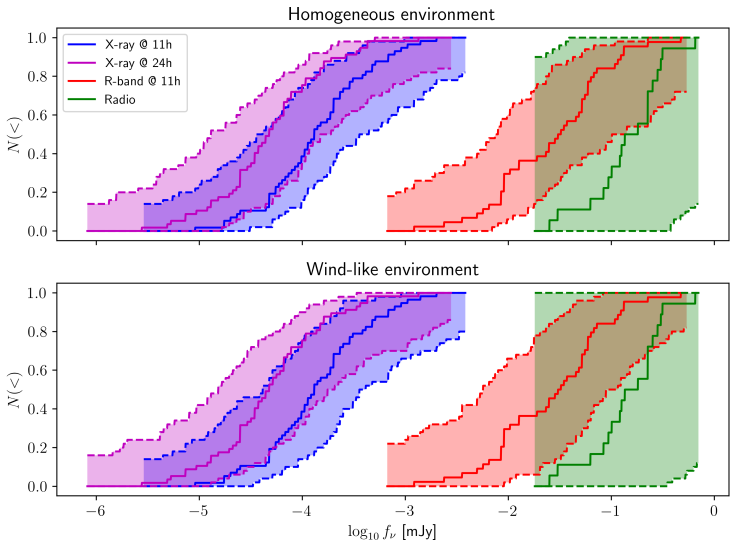 Homogeneous environment
1.0
0.8
0.6
0.4
0.2
0.0
N(<)
X-ray @ 11h
X-ray @ 24h
R-band @ 11h
Radio
Wind-like environment
1.0
0.8
0.6
0.4
0.2
0.0
N(<)
−6 −5 −4 −3 −2 −1 0
log₁₀ fν [mJy]